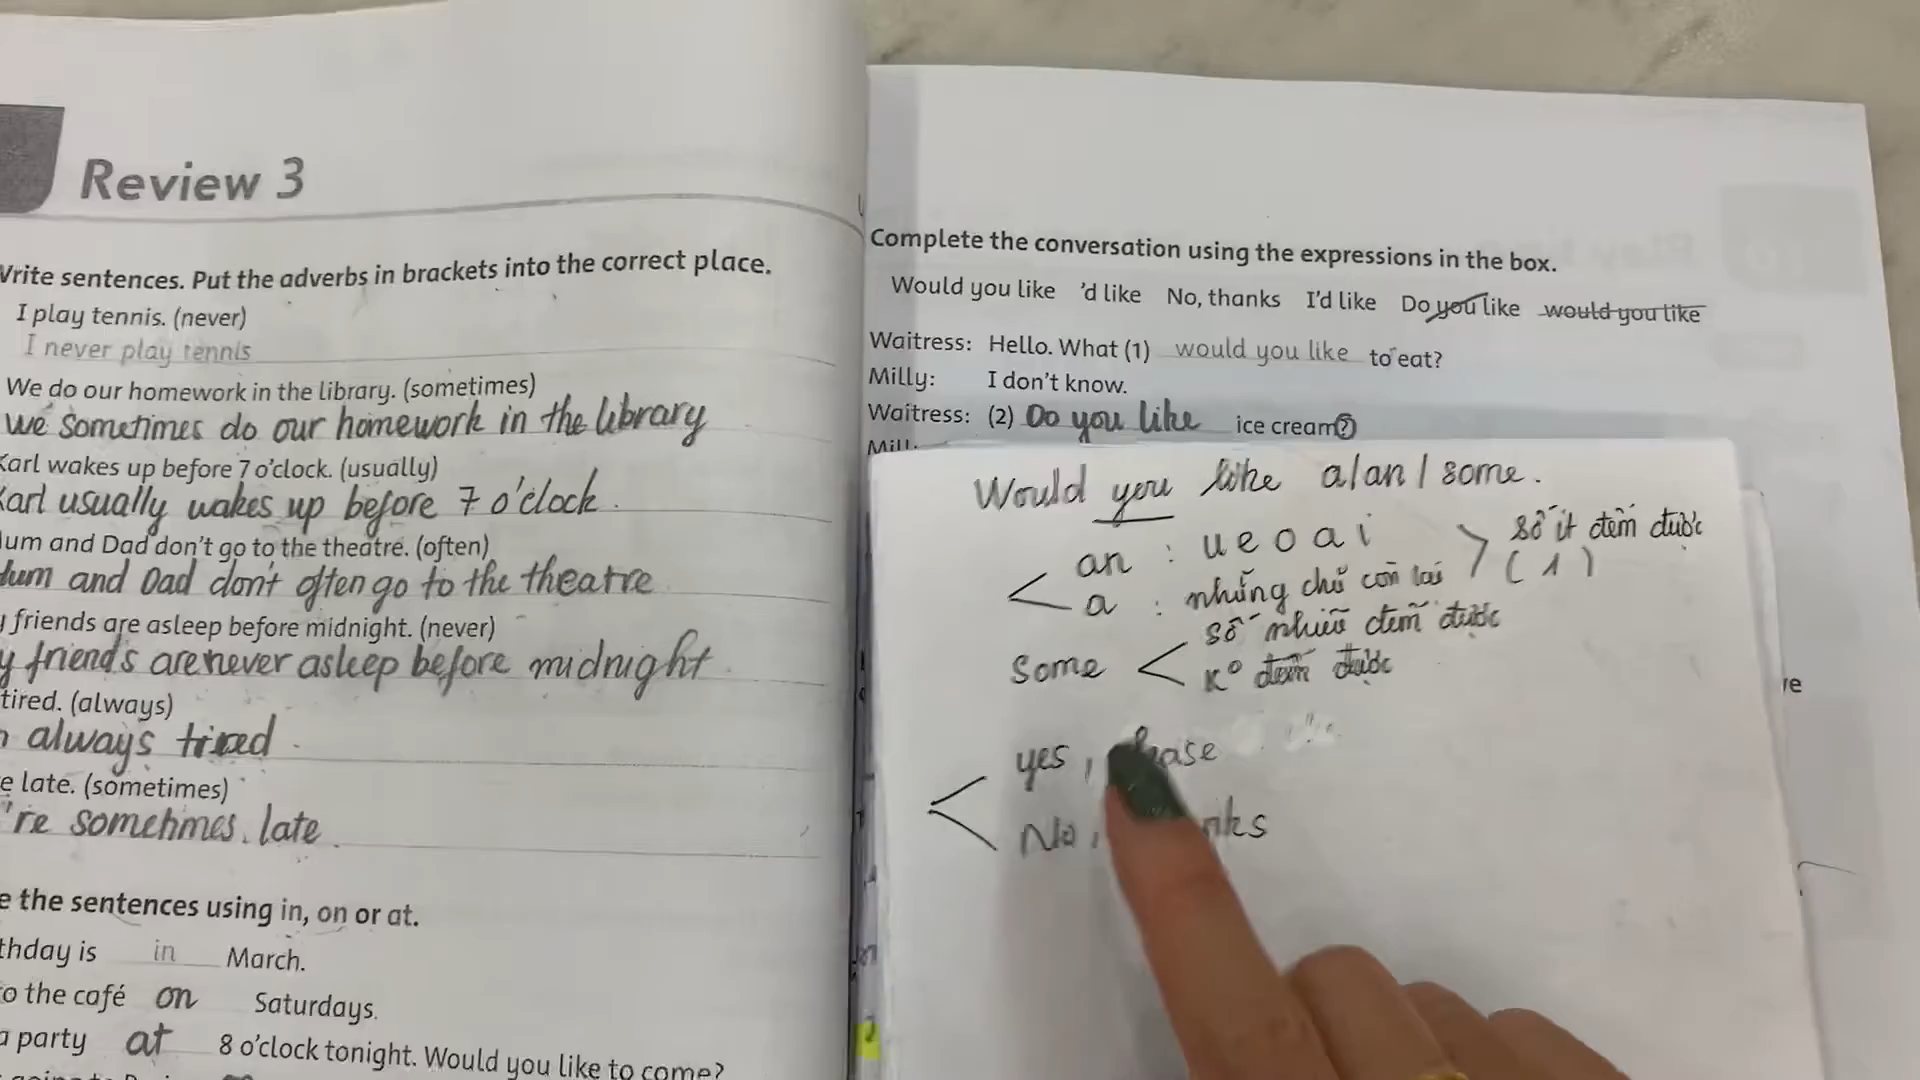 Review 3
Write sentences. Put the adverbs in brackets into the correct place.
I play tennis. (never)
I never play tennis
We do our homework in the library. (sometimes)
we sometimes do our homework in the library
Karl wakes up before 7 o'clock. (usually)
Karl usually wakes up before 7 o'clock.
Mum and Dad don't go to the theatre. (often)
Mum and Dad don't often go to the theatre
y friends are asleep before midnight. (never)
y friends are never asleep before midnight
tired. (always)
always tired.
e late. (sometimes)
're sometimes late
e the sentences using in, on or at.
thday is in March.
o the café on Saturdays.
a party at 8 o'clock tonight. Would you like to come?
Complete the conversation using the expressions in the box.
Would you like 'd like No, thanks I'd like Do you like would you like
Waitress: Hello. What (1) would you like to eat?
Milly: I don't know.
Waitress: (2) Do you like ice cream?
Mill
Would you like a/an/some.
an : u e o a i
a : những chữ còn lại
số ít đếm được
(1)
số nhiều đếm được
some
K° đếm được
yes,
No,
re